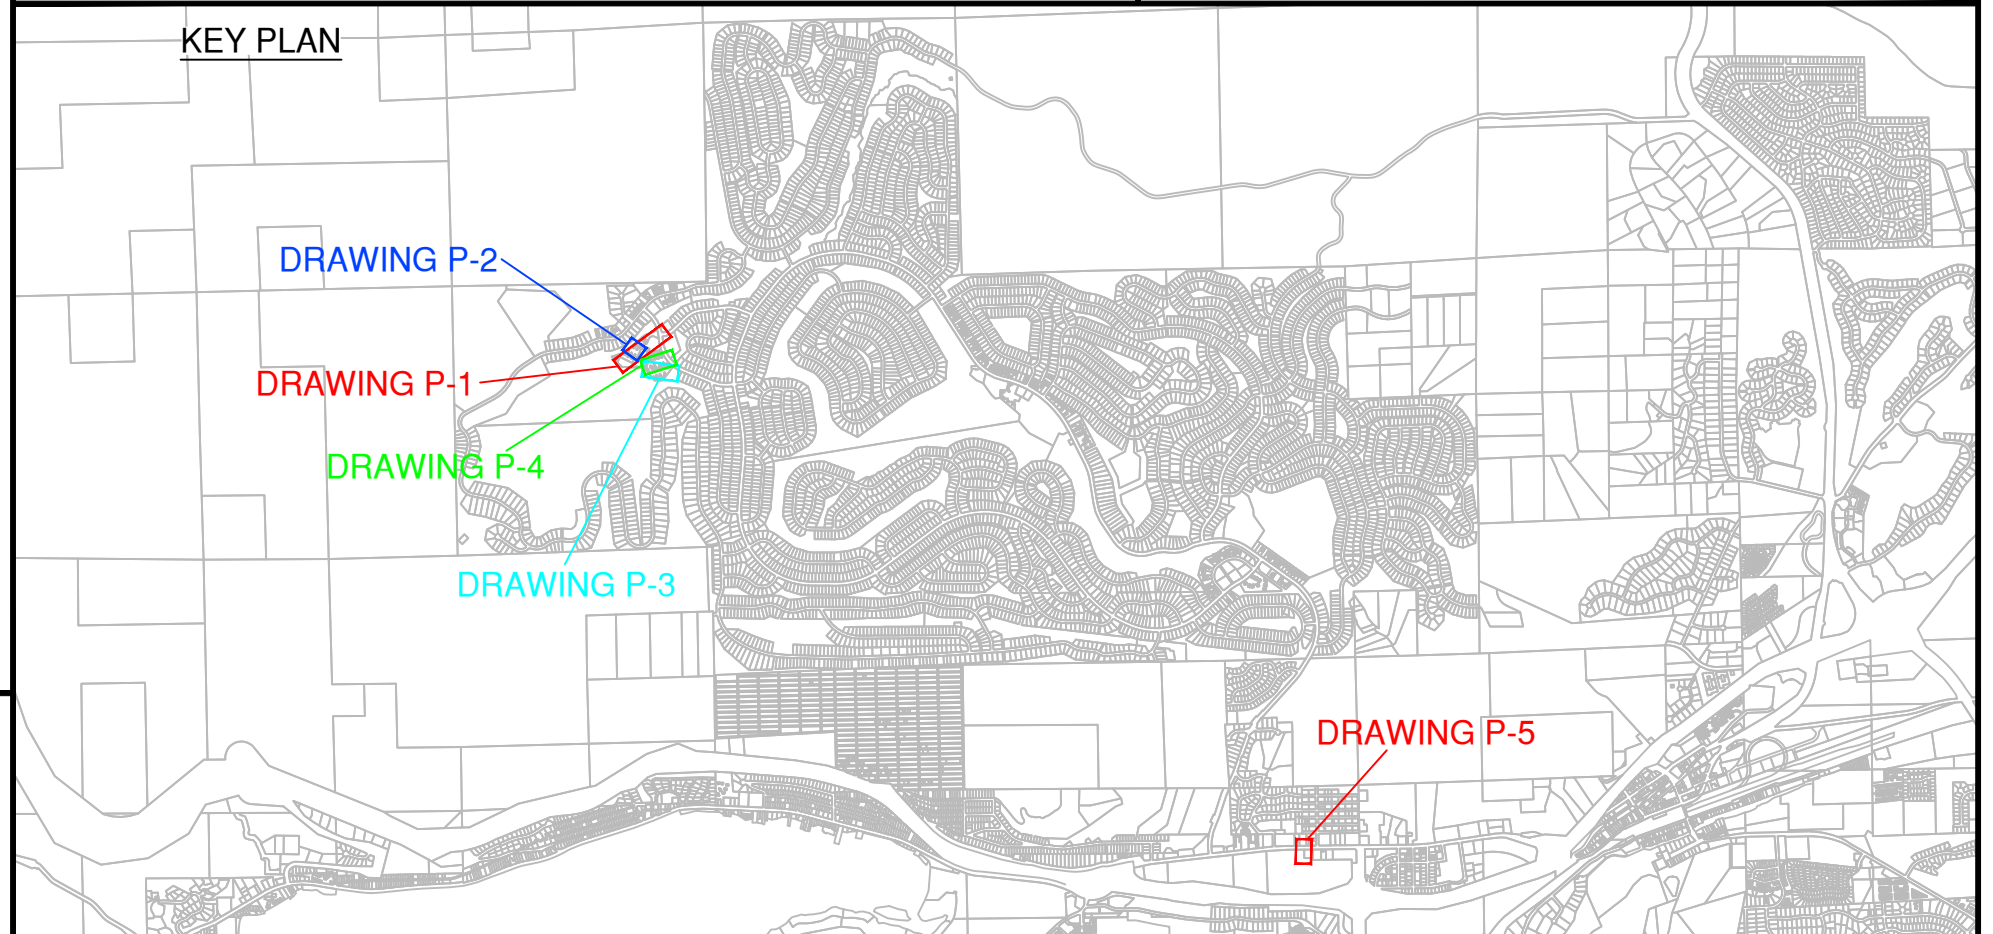 KEY PLAN
DRAWING P-2
DRAWING P-1
DRAWING P-4
DRAWING P-3
DRAWING P-5